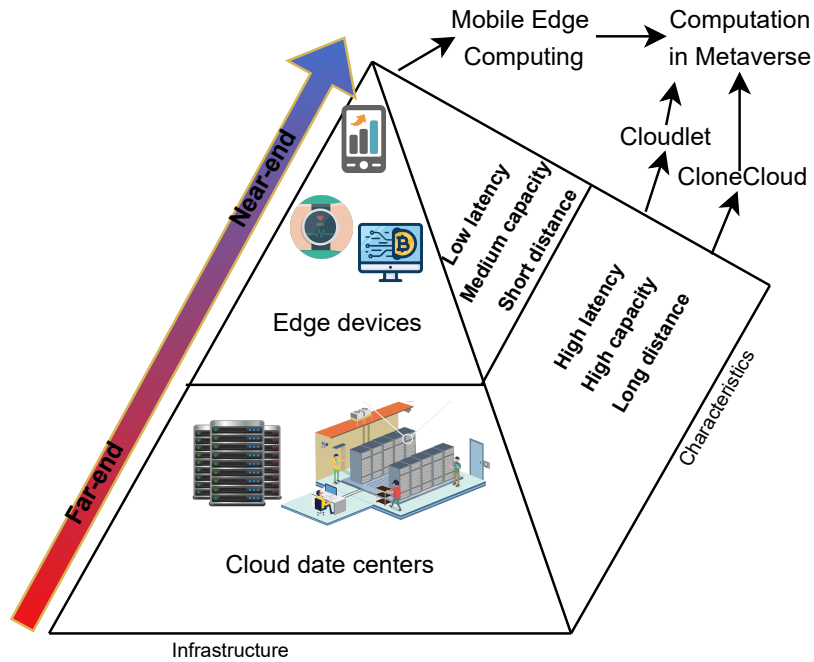 Mobile Edge
Computing
Computation
in Metaverse
Cloudlet
CloneCloud
Near-end
Far-end
Low latency
Medium capacity
Short distance
High latency
High capacity
Long distance
Characteristics
Edge devices
Cloud date centers
Infrastructure